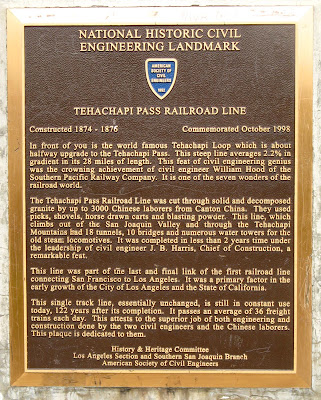 NATIONAL HISTORIC CIVIL
ENGINEERING LANDMARK
AMERICAN
SOCIETY OF
CIVIL
ENGINEERS
1852
TEHACHAPI PASS RAILROAD LINE
Constructed 1874 - 1876 Commemorated October 1998
In front of you is the world famous Tehachapi Loop which is about
halfway upgrade to the Tehachapi Pass. This steep line averages 2.2% in
gradient in its 28 miles of length. This feat of civil engineering genius
was the crowning achievement of civil engineer William Hood of the
Southern Pacific Railway Company. It is one of the seven wonders of the
railroad world.
The Tehachapi Pass Railroad Line was cut through solid and decomposed
granite by up to 3000 Chinese laborers from Canton China. They used
picks, shovels, horse drawn carts and blasting powder. This line, which
climbs out of the San Joaquin Valley and through the Tehachapi
Mountains had 18 tunnels, 10 bridges and numerous water towers for the
old steam locomotives. It was completed in less than 2 years time under
the leadership of civil engineer J. B. Harris, Chief of Construction, a
remarkable feat.
This line was part of the last and final link of the first railroad line
connecting San Francisco to Los Angeles. It was a primary factor in the
early growth of the City of Los Angeles and the State of California.
This single track line, essentially unchanged, is still in constant use
today, 122 years after its completion. It passes an average of 36 freight
trains each day. This attests to the superior job of both engineering and
construction done by the two civil engineers and the Chinese laborers.
This plaque is dedicated to them.
History & Heritage Committee
Los Angeles Section and Southern San Joaquin Branch
American Society of Civil Engineers